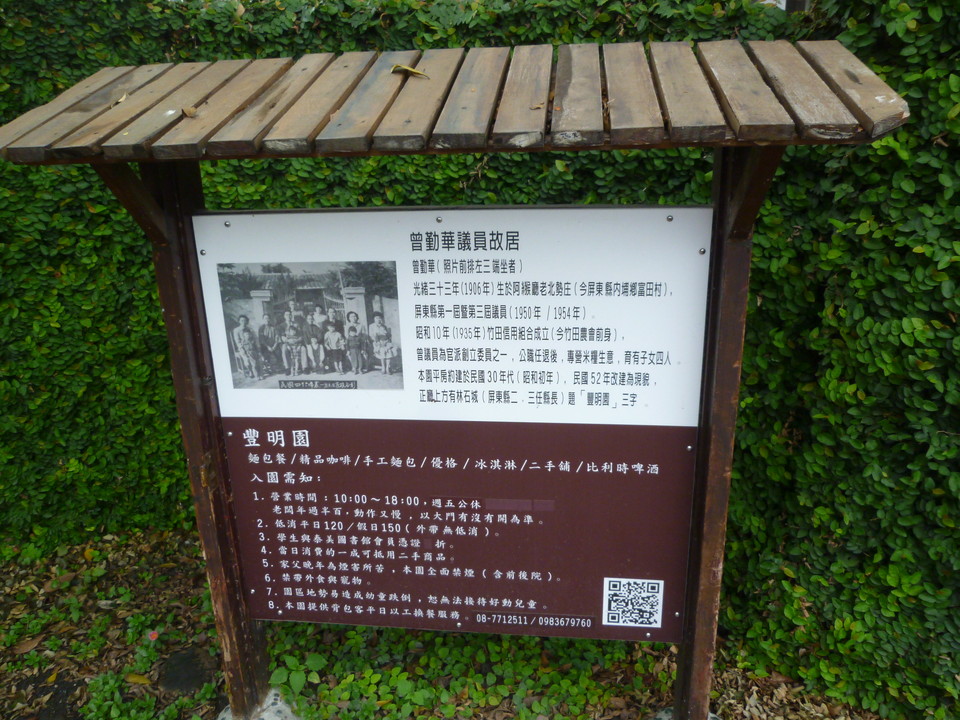 曾勤華議員故居
曾勤華(照片前排左三端坐者)
光緒三十三年(1906年)生於阿猴廳老北勢庄(今屏東縣內埔鄉富田村),
屏東縣第一屆暨第三屆議員(1950年 / 1954年)。
昭和10年(1935年)竹田信用組合成立(今竹田農會前身),
曾議員為官派創立委員之一,公職任退後,專營米糧生意,育有子女四人。
本園平房約建於民國30年代(昭和初年),民國52年改建為現貌,
正廳上方有林石城(屏東縣二.三任縣長)題「豐明園」三字。
豐明園
麵包餐/精品咖啡/手工麵包/優格/冰淇淋/二手舖/比利時啤酒
入園需知:
1. 營業時間:10:00~18:00,週五公休
老闆年過半百,動作又慢,以大門有沒有開為準。
2. 低消平日120/假日150(外帶無低消)。
3. 學生與泰美圖書館會員憑證 折。
4. 當日消費的一成可抵用二手商品。
5. 家父晚年為煙害所苦,本園全面禁煙(含前後院)。
6. 禁帶外食與寵物。
7. 園區地勢易造成幼童跌倒,恕無法接待好動兒童。
8. 本園提供背包客平日以工換餐服務。 08-7712511/0983679760